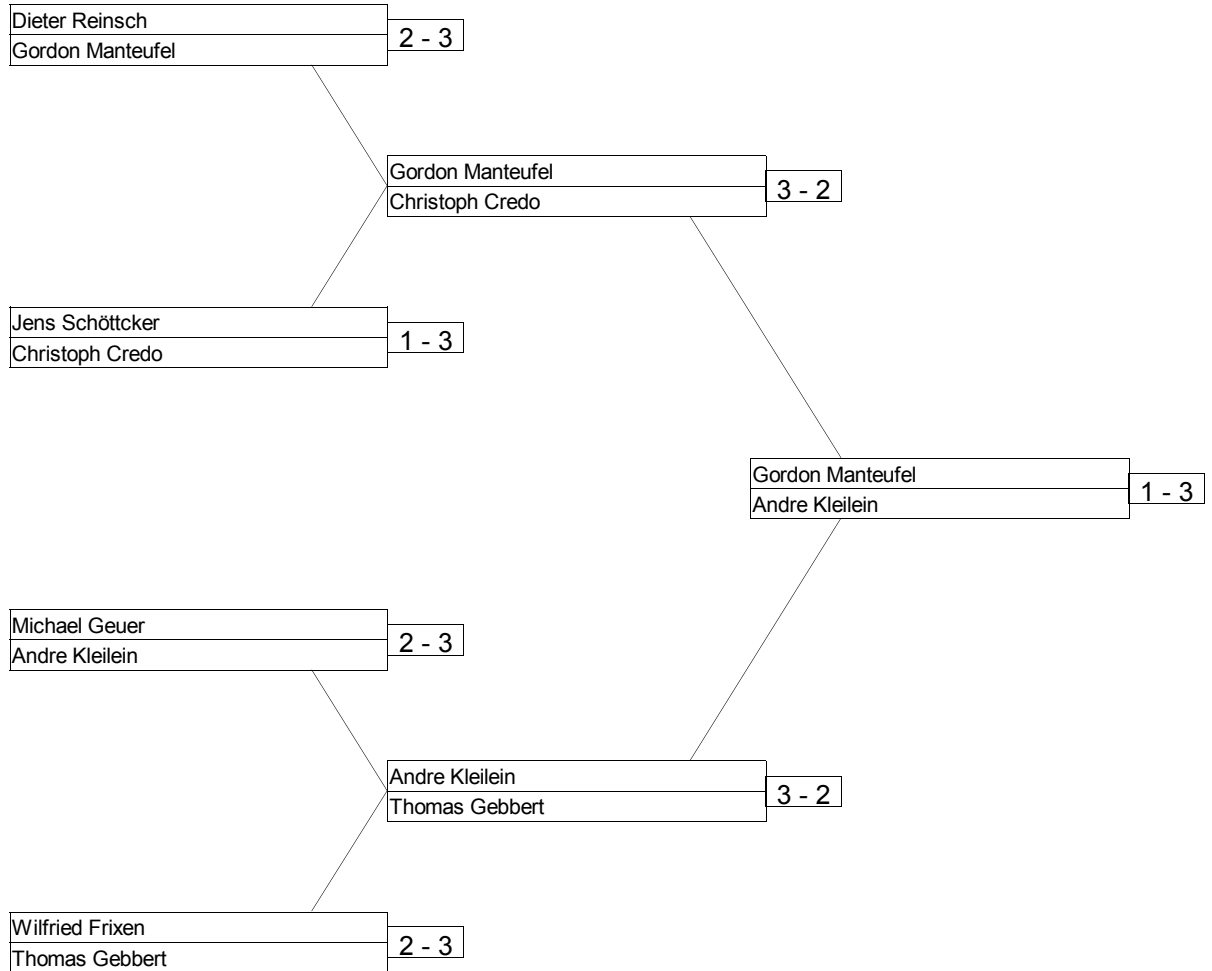 Dieter Reinsch
2 - 3
Gordon Manteufel
Gordon Manteufel
3 - 2
Christoph Credo
Jens Schöttcker
1 - 3
Christoph Credo
Gordon Manteufel
1 - 3
Andre Kleilein
Michael Geuer
2 - 3
Andre Kleilein
Andre Kleilein
3 - 2
Thomas Gebbert
Wilfried Frixen
2 - 3
Thomas Gebbert